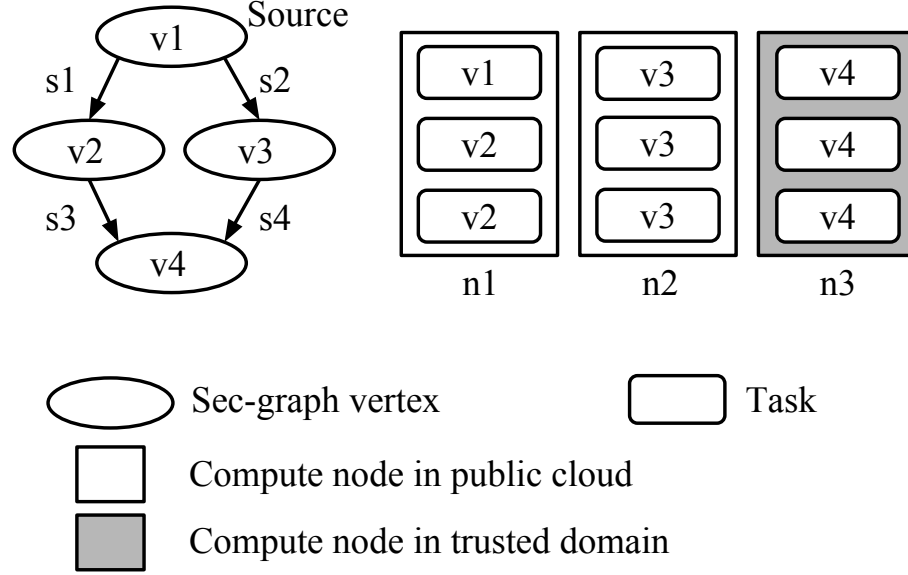 Source
v1
s1
s2
v2
v3
s3
s4
v4
v1
v2
v2
n1
v3
v3
v3
n2
v4
v4
v4
n3
Sec-graph vertex
Task
Compute node in public cloud
Compute node in trusted domain